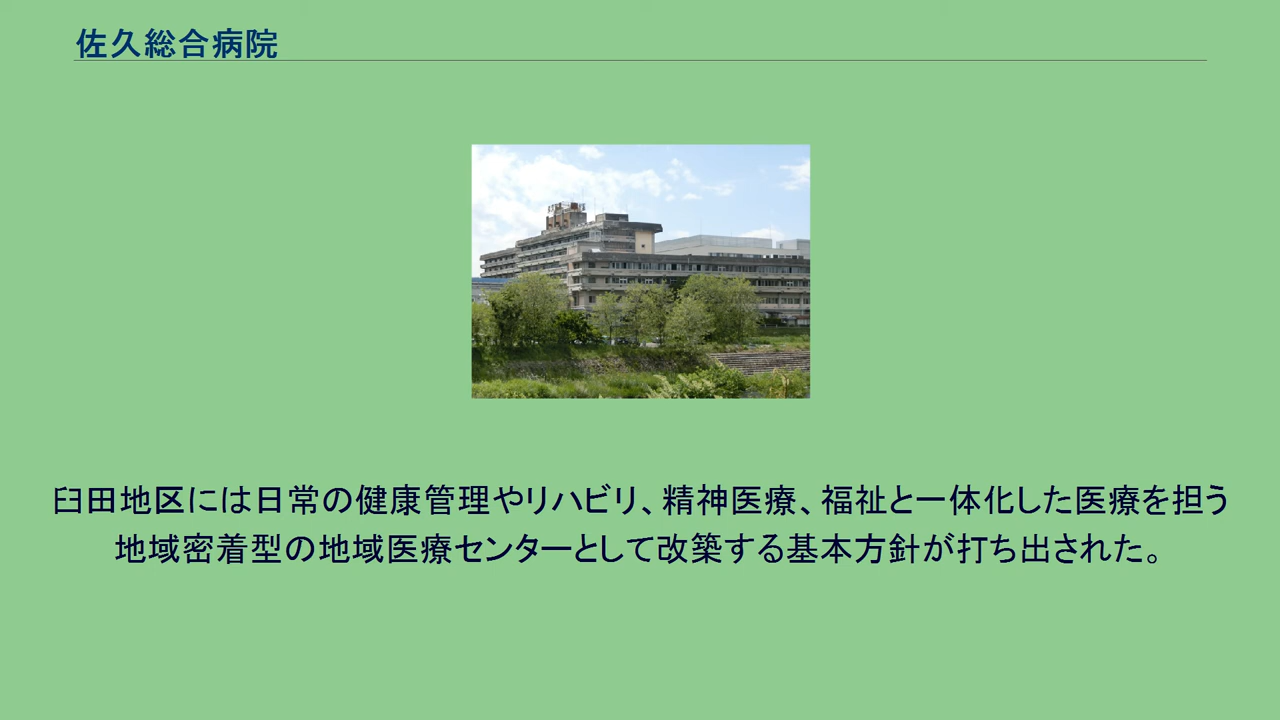 佐久総合病院
臼田地区には日常の健康管理やリハビリ、精神医療、福祉と一体化した医療を担う
地域密着型の地域医療センターとして改築する基本方針が打ち出された。